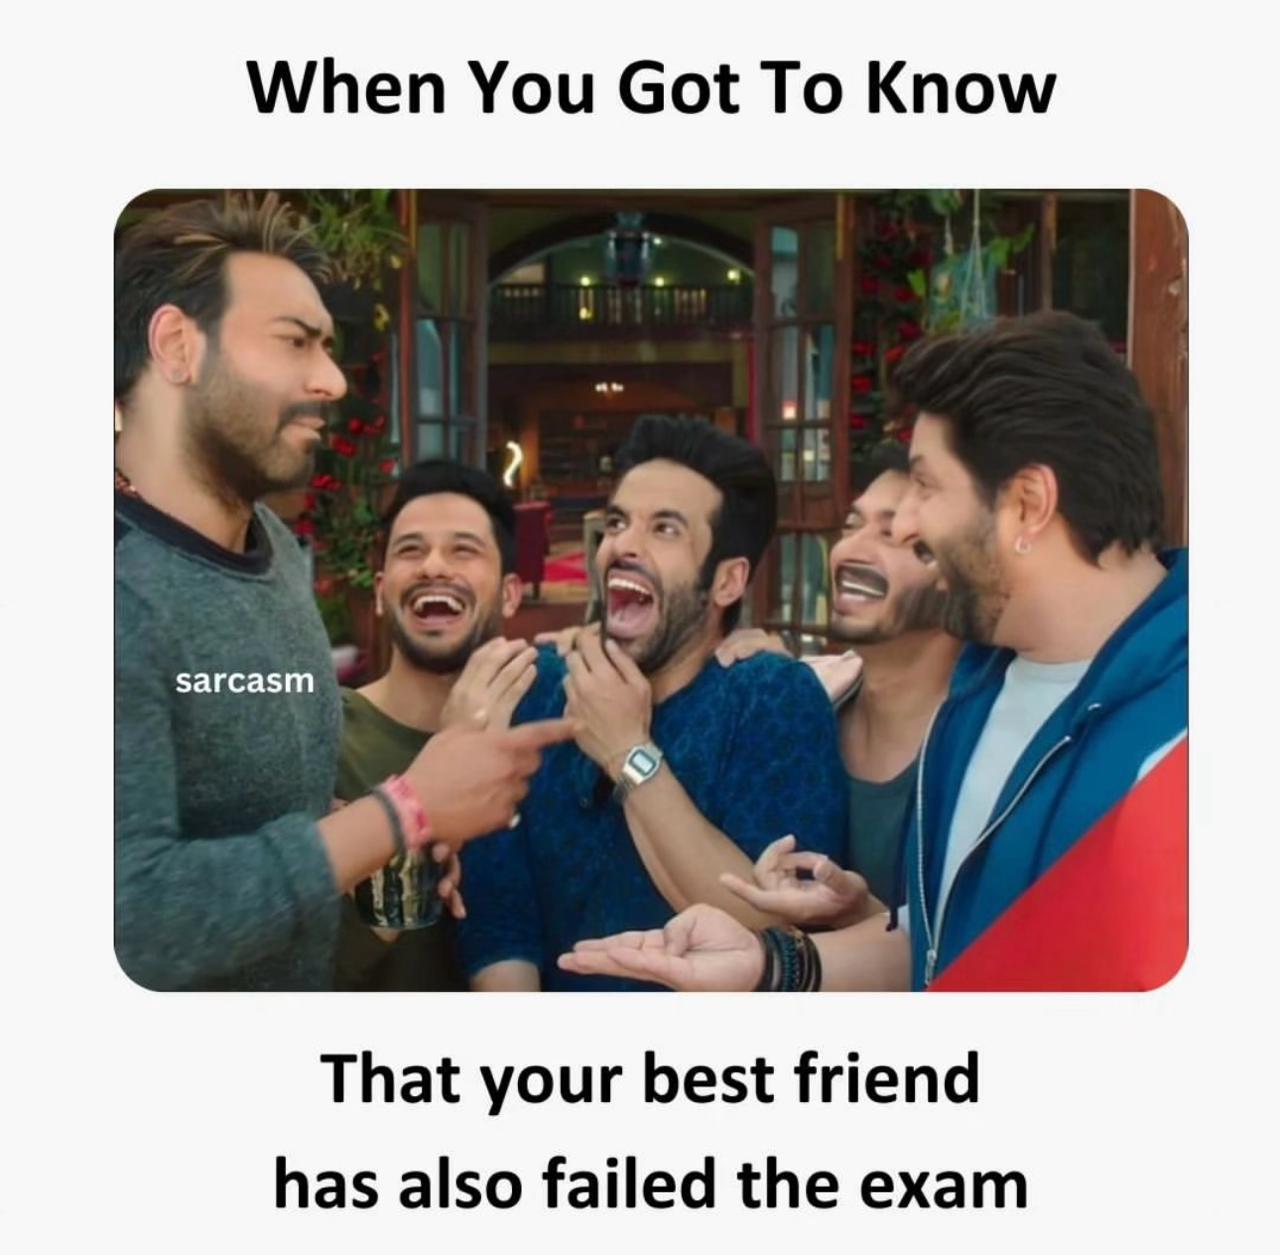 When You Got To Know
sarcasm
That your best friend
has also failed the exam